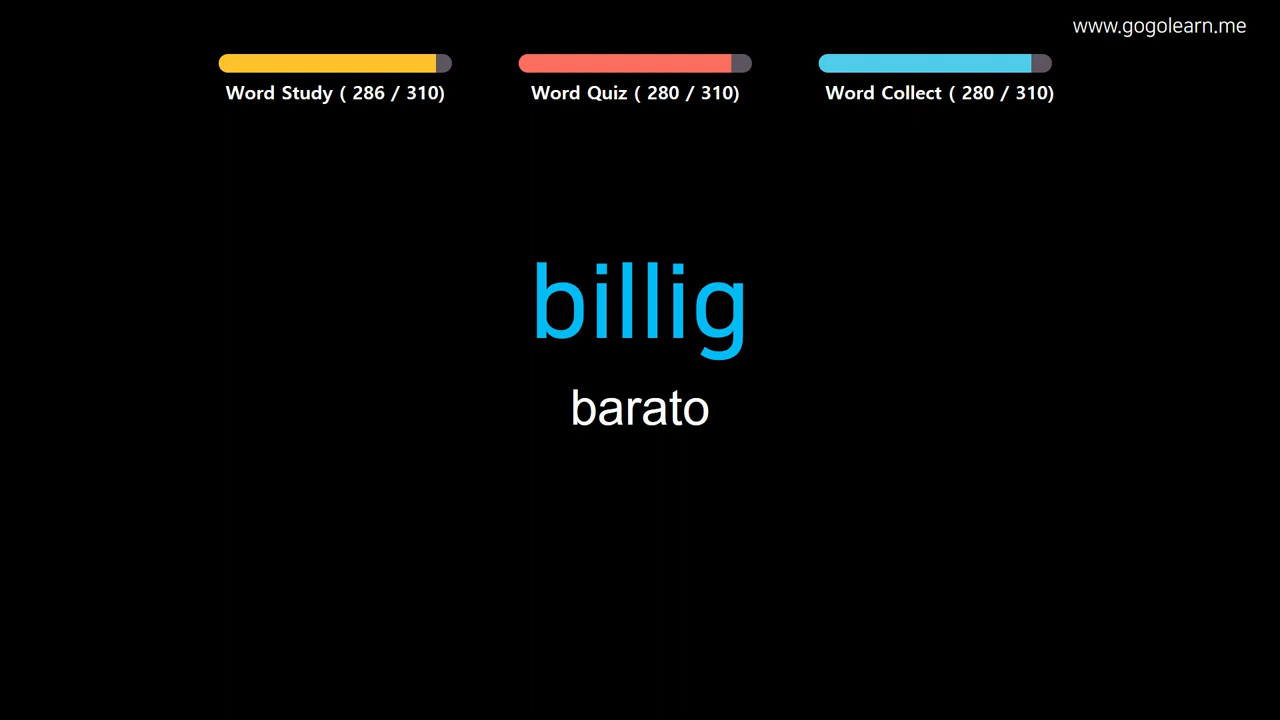 www.gogolearn.me
Word Study ( 286 / 310)
Word Quiz ( 280 / 310)
Word Collect ( 280 / 310)
billig
barato